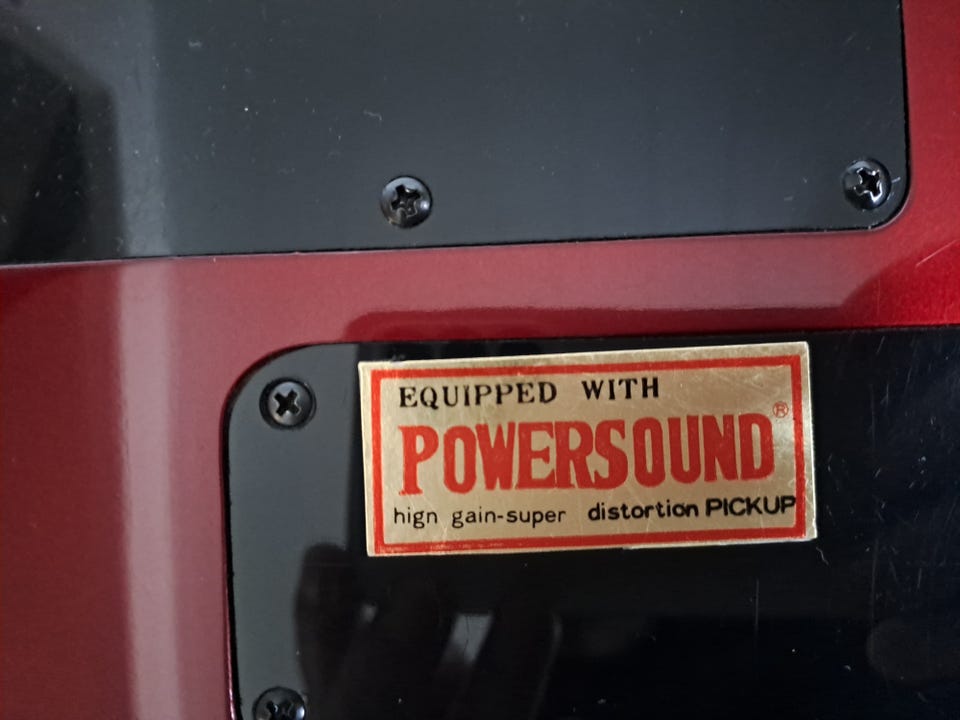 EQUIPPED WITH
POWERSOUND®
hign gain-super distortion PICKUP